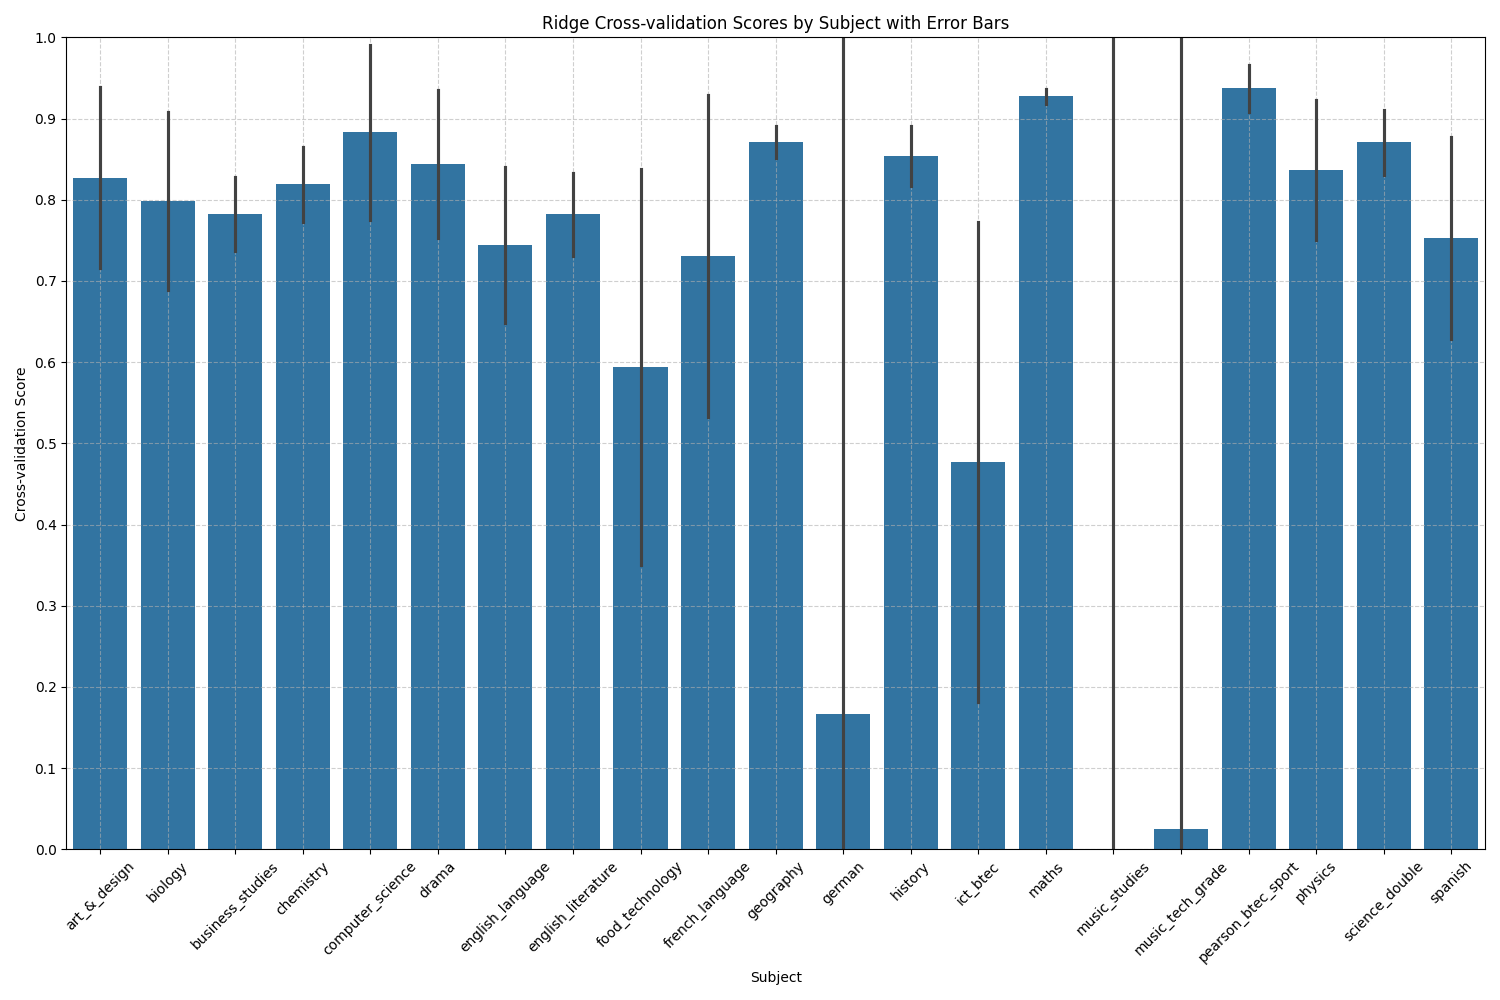 Ridge Cross-validation Scores by Subject with Error Bars
Cross-validation Score
1.0
0.9
0.8
0.7
0.6
0.5
0.4
0.3
0.2
0.1
0.0
art_&_design
biology
business_studies
chemistry
computer_science
drama
english_language
english_literature
food_technology
french_language
geography
german
history
ict_btec
maths
music_studies
music_tech_grade
pearson_btec_sport
physics
science_double
spanish
Subject